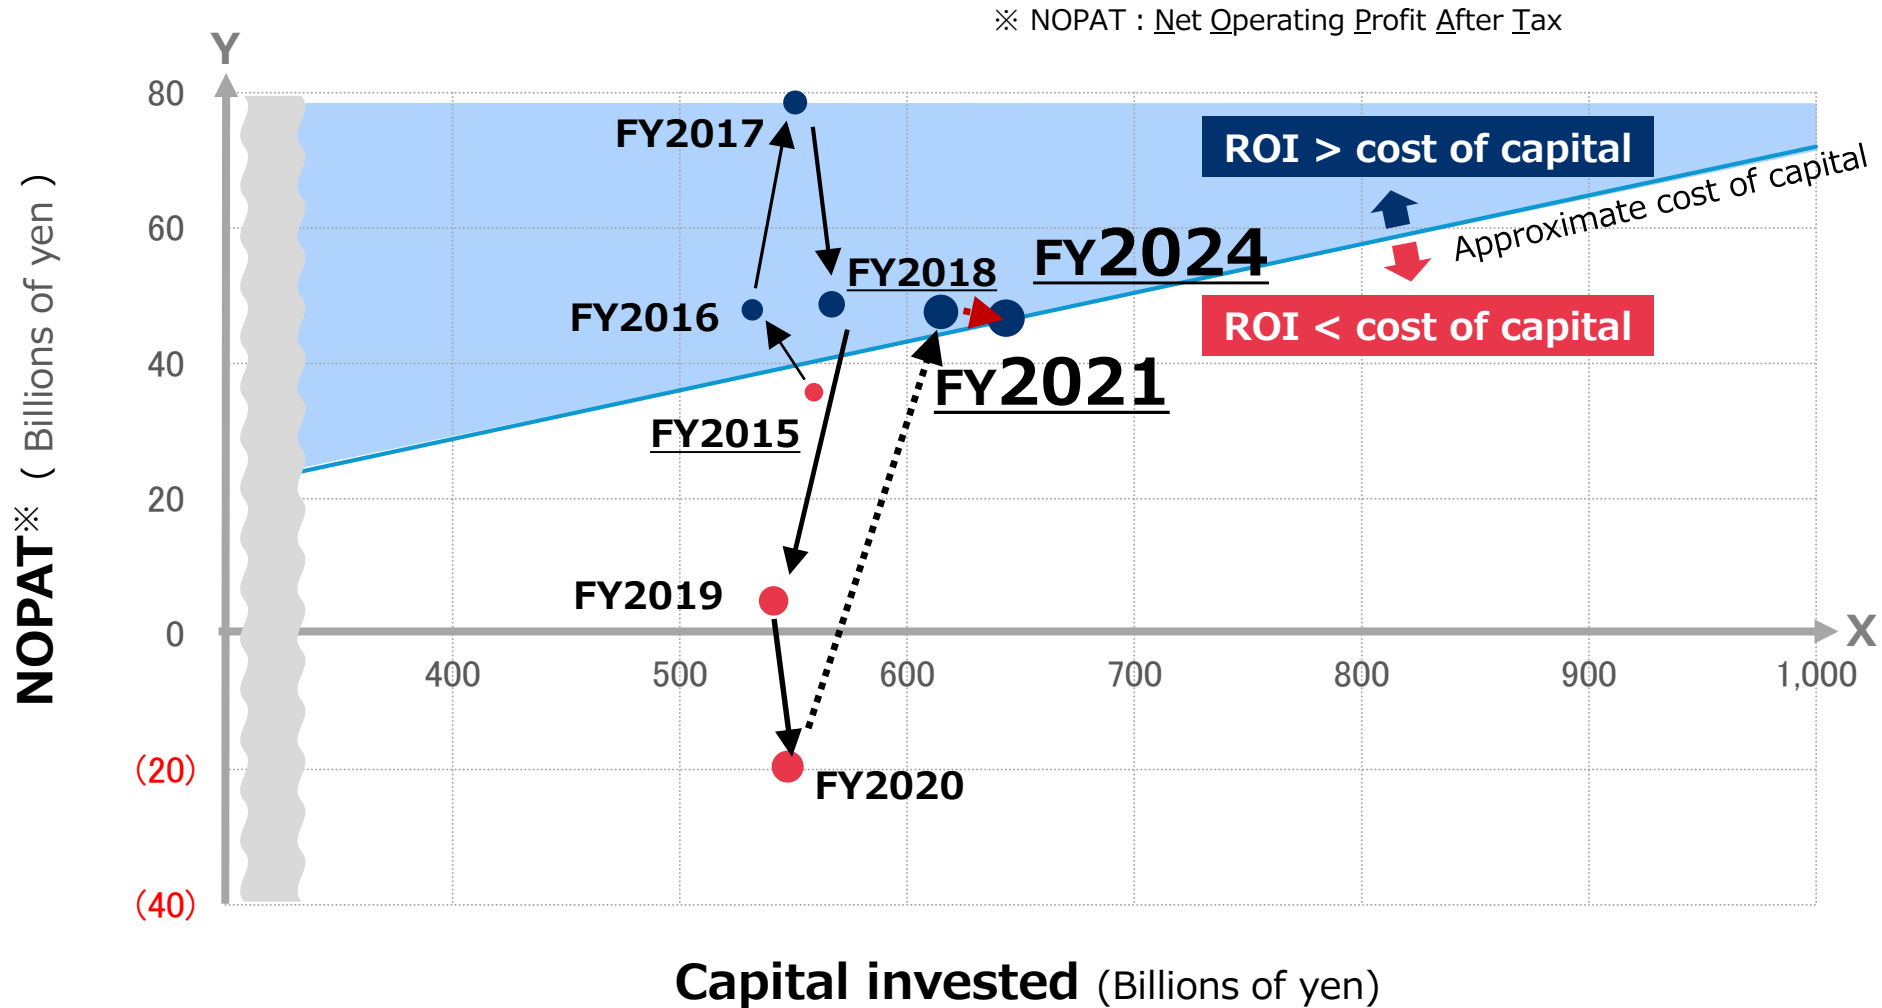 ※ NOPAT : Net Operating Profit After Tax
Y
80
60
40
20
0
(20)
(40)
NOPAT※ ( Billions of yen )
FY2017
ROI > cost of capital
Approximate cost of capital
FY2024
FY2018
FY2016
ROI < cost of capital
FY2021
FY2015
FY2019
X
400 500 600 700 800 900 1,000
FY2020
Capital invested (Billions of yen)